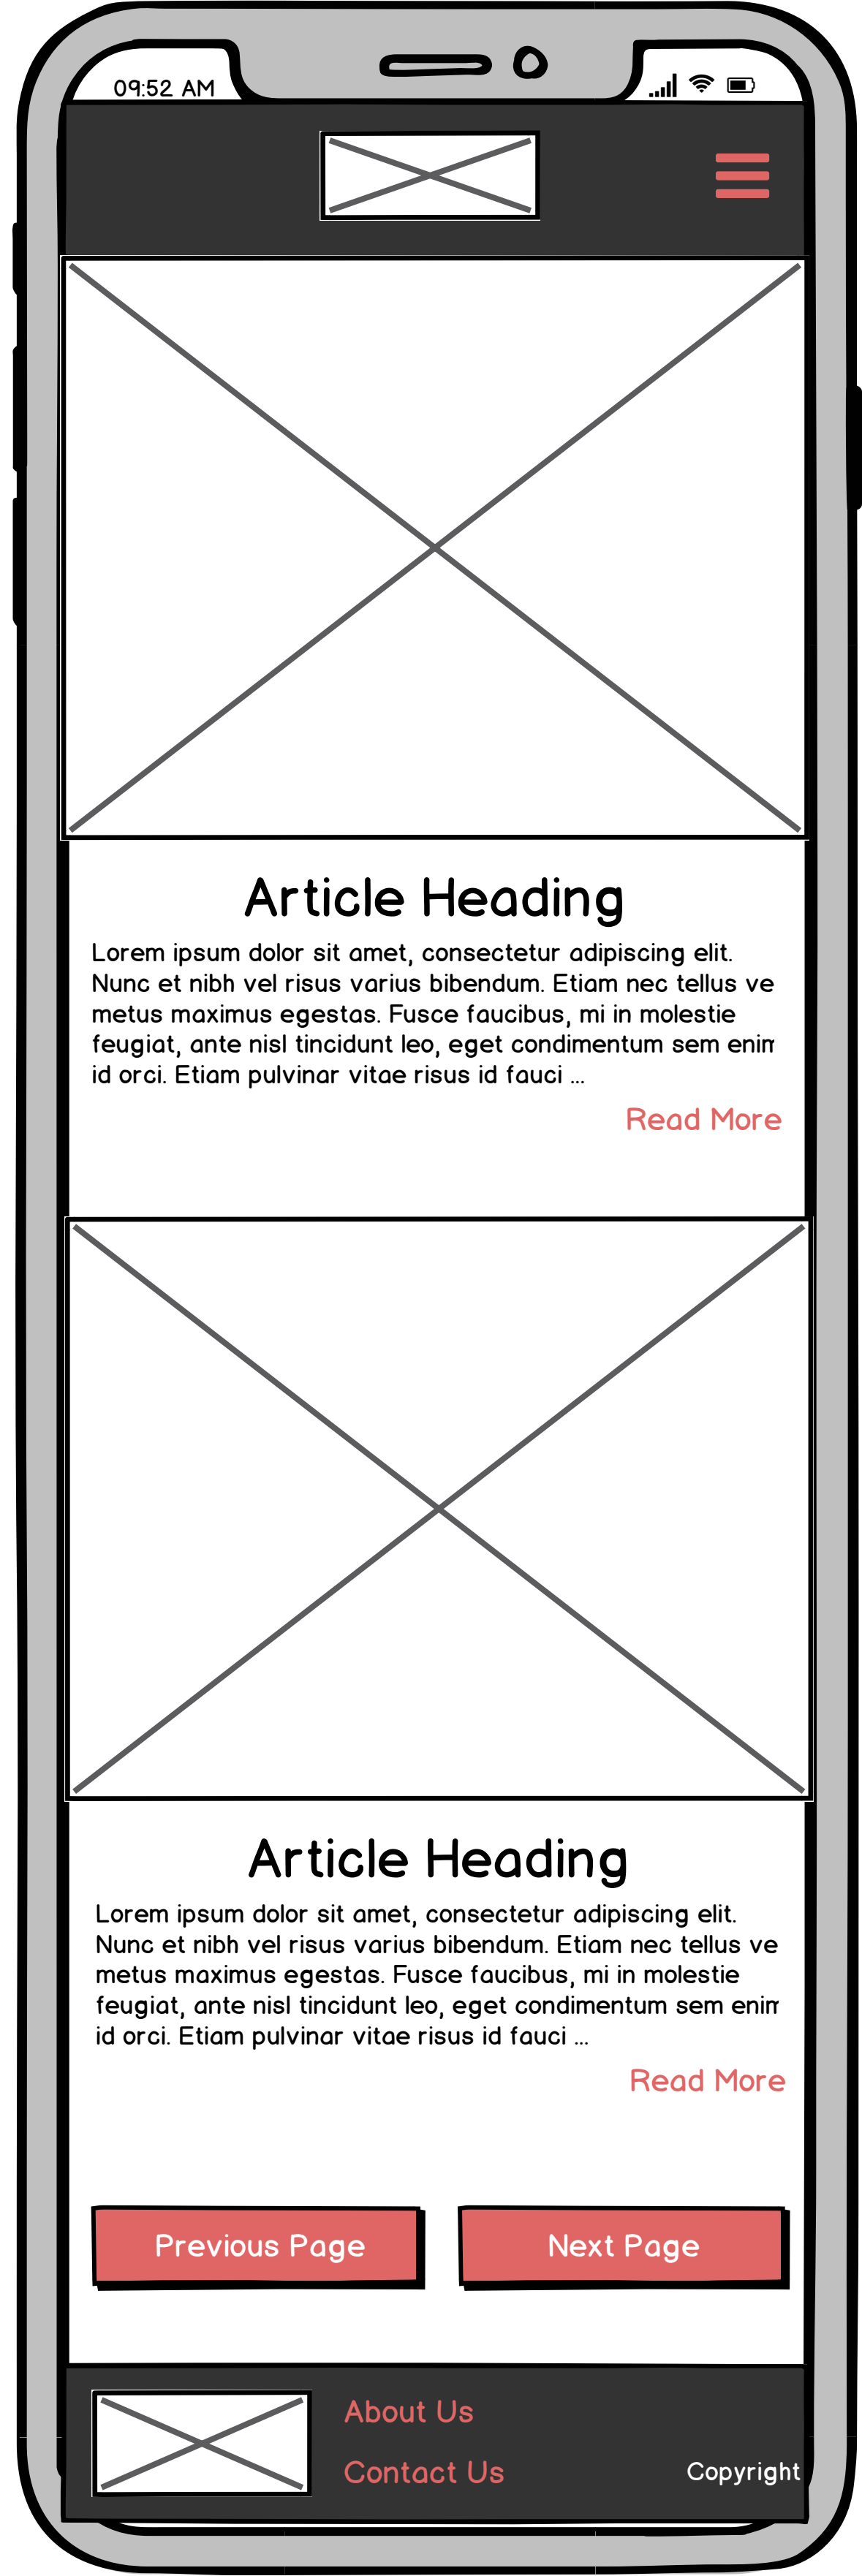 09:52 AM
Article Heading
Lorem ipsum dolor sit amet, consectetur adipiscing elit.
Nunc et nibh vel risus varius bibendum. Etiam nec tellus ve
metus maximus egestas. Fusce faucibus, mi in molestie
feugiat, ante nisl tincidunt leo, eget condimentum sem enim
id orci. Etiam pulvinar vitae risus id fauci ...
Read More
Article Heading
Lorem ipsum dolor sit amet, consectetur adipiscing elit.
Nunc et nibh vel risus varius bibendum. Etiam nec tellus ve
metus maximus egestas. Fusce faucibus, mi in molestie
feugiat, ante nisl tincidunt leo, eget condimentum sem enim
id orci. Etiam pulvinar vitae risus id fauci ...
Read More
Previous Page
Next Page
About Us
Contact Us
Copyright